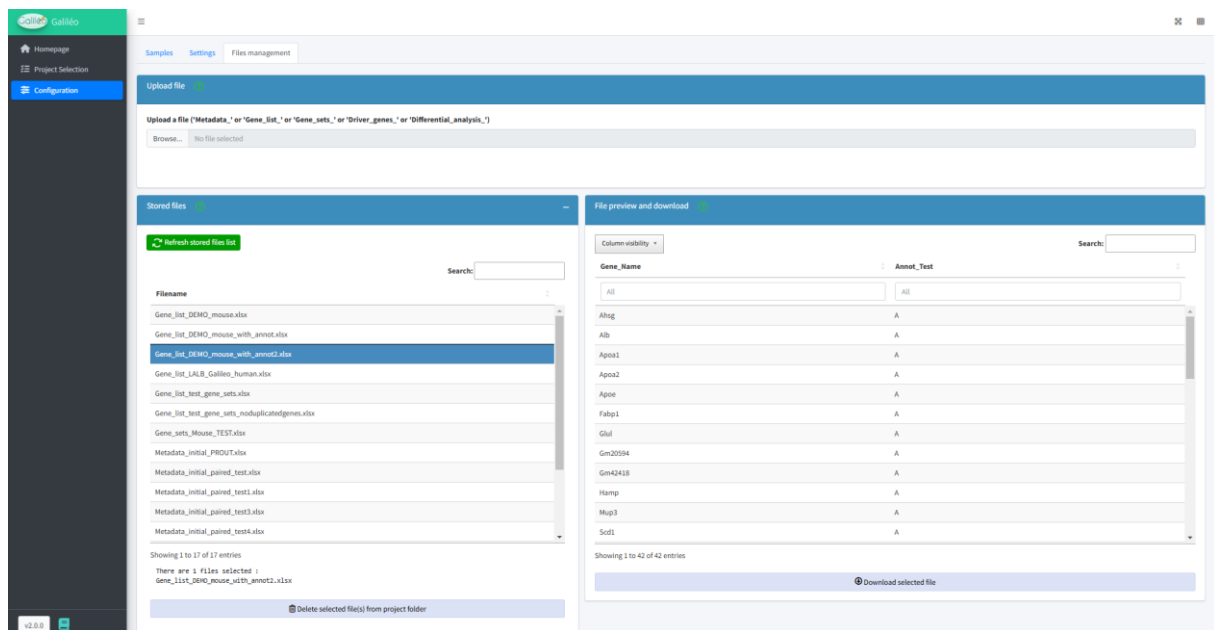 Galiléo Galiléo
Homepage
Project Selection
Configuration
v2.0.0
Samples Settings Files management
Upload file
Upload a file ('Metadata_' or 'Gene_list_' or 'Gene_sets_' or 'Driver_genes_' or 'Differential_analysis_')
Browse... No file selected
Stored files
Refresh stored files list
Search:
Filename
Gene_list_DEMO_mouse.xlsx
Gene_list_DEMO_mouse_with_annot.xlsx
Gene_list_DEMO_mouse_with_annot2.xlsx
Gene_list_LALB_Galileo_human.xlsx
Gene_list_test_gene_sets.xlsx
Gene_list_test_gene_sets_noduplicatedgenes.xlsx
Gene_sets_Mouse_TEST.xlsx
Metadata_initial_PROUT.xlsx
Metadata_initial_paired_test.xlsx
Metadata_initial_paired_test1.xlsx
Metadata_initial_paired_test3.xlsx
Metadata_initial_paired_test4.xlsx
Showing 1 to 17 of 17 entries
There are 1 files selected :
Gene_list_DEMO_mouse_with_annot2.xlsx
Delete selected file(s) from project folder
File preview and download
Column visibility
Search:
Gene_Name Annot_Test
All All
Ahsg A
Alb A
Apoa1 A
Apoa2 A
Apoe A
Fabp1 A
Glul A
Gm20594 A
Gm42418 A
Hamp A
Mup3 A
Scd1 A
Showing 1 to 42 of 42 entries
Download selected file